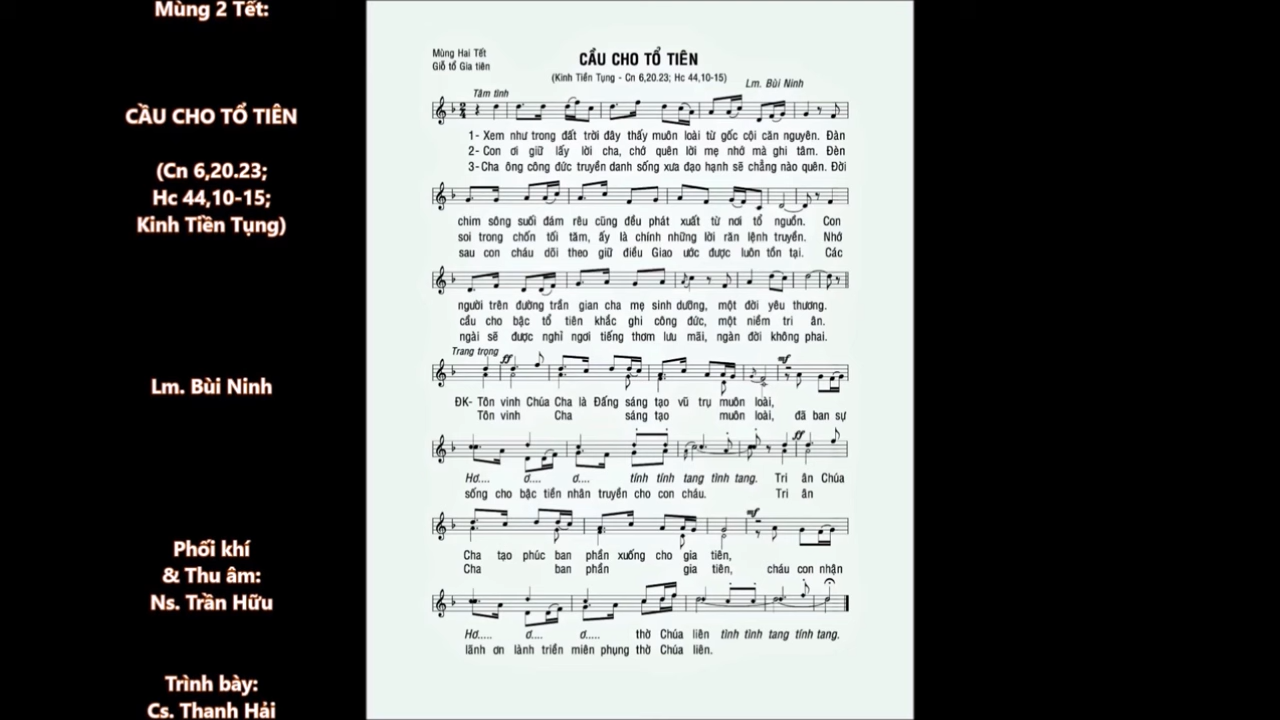 Mùng 2 Tết:
CẦU CHO TỔ TIÊN
(Cn 6,20.23;
Hc 44,10-15;
Kinh Tiền Tụng)
Lm. Bùi Ninh
Phối khí
& Thu âm:
Ns. Trần Hữu
Trình bày:
Cs. Thanh Hải
Mùng Hai Tết
Giỗ tổ Gia tiên
CẦU CHO TỔ TIÊN
(Kinh Tiền Tụng - Cn 6,20.23; Hc 44,10-15)
Lm. Bùi Ninh
Tâm tình
1- Xem như trong đất trời đây thấy muôn loài từ gốc cội căn nguyên. Đàn
2- Con ơi giữ lấy lời cha, chớ quên lời mẹ nhớ mà ghi tâm. Đèn
3- Cha ông công đức truyền danh sống xưa đạo hạnh sẽ chẳng nào quên. Đời
chim sông suối đám rêu cũng đều phát xuất từ nơi tổ nguồn. Con
soi trong chốn tối tăm, ấy là chính những lời răn lệnh truyền. Nhớ
sau con cháu dõi theo giữ điều Giao ước được luôn tồn tại. Các
người trên đường trần gian cha mẹ sinh dưỡng, một đời yêu thương.
cầu cho bậc tổ tiên khắc ghi công đức, một niềm tri ân.
ngài sẽ được nghỉ ngơi tiếng thơm lưu mãi, ngàn đời không phai.
Trang trọng ff mf
ĐK- Tôn vinh Chúa Cha là Đấng sáng tạo vũ trụ muôn loài,
Tôn vinh Cha sáng tạo muôn loài, đã ban sự
ff
Hơ.... ơ.... ơ.... tính tính tang tình tang. Tri ân Chúa
sống cho bậc tiền nhân truyền cho con cháu. Tri ân
mf
Cha tạo phúc ban phần xuống cho gia tiên,
Cha ban phần gia tiên, cháu con nhận
Hơ..... ơ.... ơ..... thờ Chúa liên tình tình tang tính tang.
lãnh ơn lành triền miên phụng thờ Chúa liên.